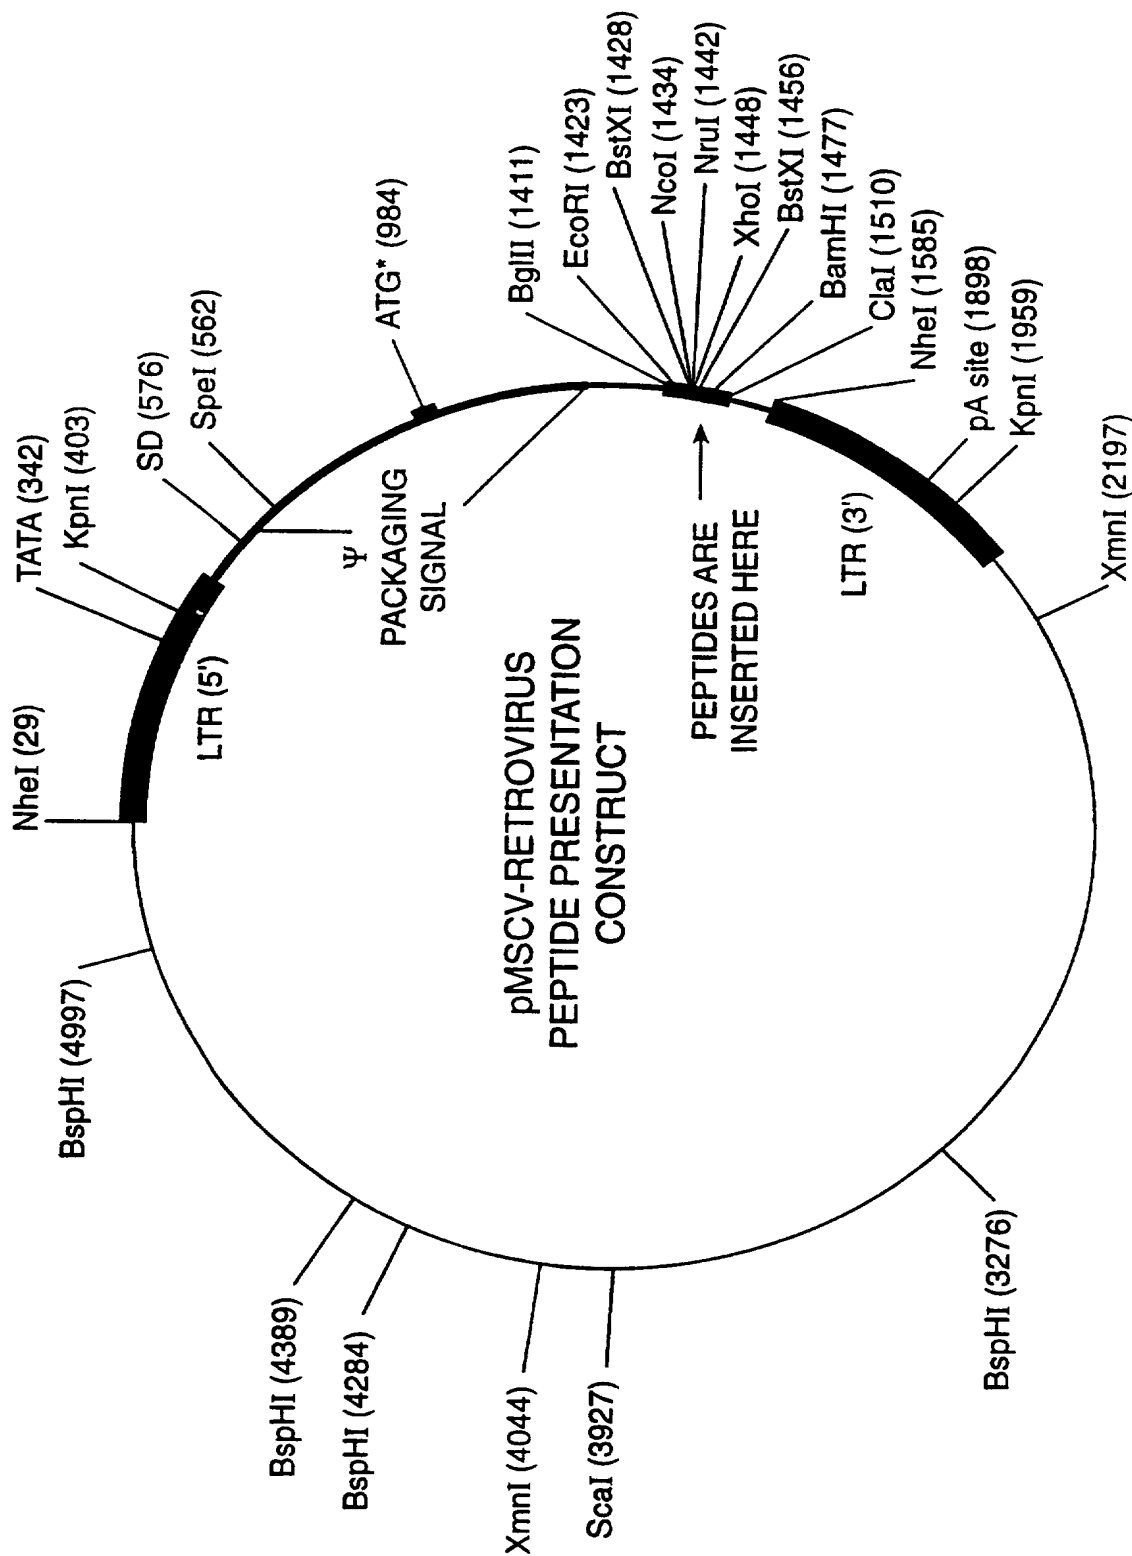 NheI (29)
TATA (342)
KpnI (403)
SD (576)
SpeI (562)
ATG* (984)
BglII (1411)
EcoRI (1423)
BstXI (1428)
NcoI (1434)
NruI (1442)
XhoI (1448)
BstXI (1456)
BamHI (1477)
ClaI (1510)
NheI (1585)
pA site (1898)
KpnI (1959)
XmnI (2197)
BspHI (3276)
ScaI (3927)
XmnI (4044)
BspHI (4284)
BspHI (4389)
BspHI (4997)
LTR (5')
Ψ
PACKAGING
SIGNAL
PEPTIDES ARE
INSERTED HERE
LTR (3')
pMSCV-RETROVIRUS
PEPTIDE PRESENTATION
CONSTRUCT